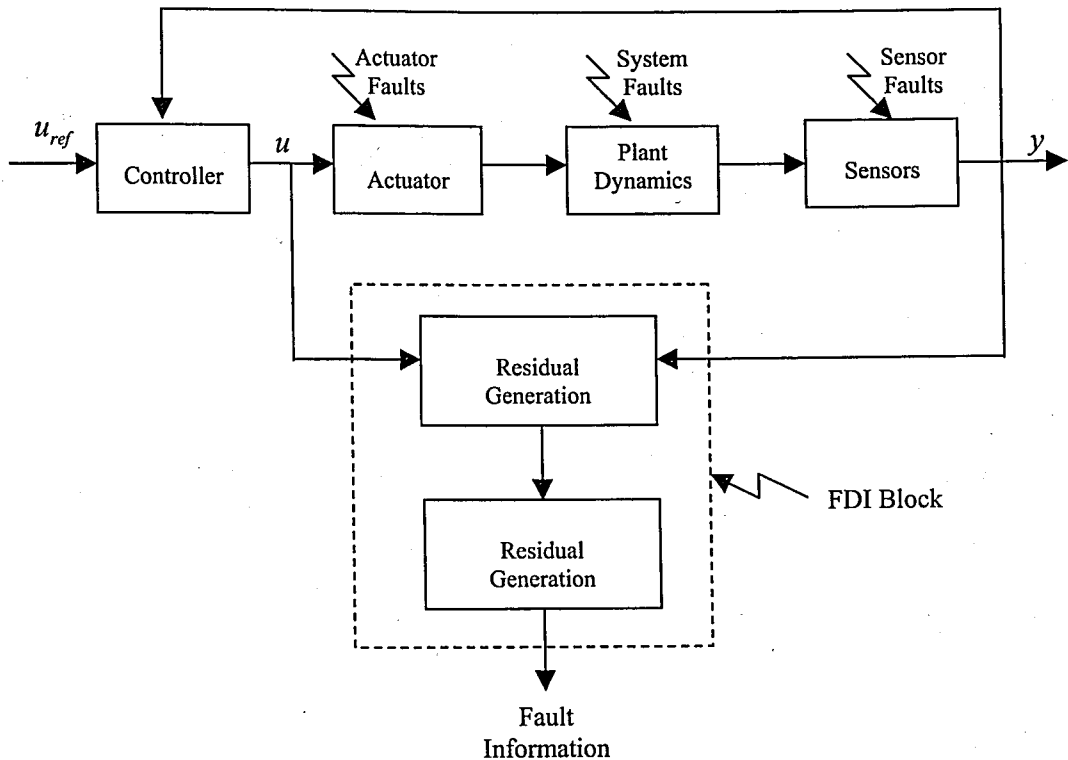 Actuator
Faults
System
Faults
Sensor
Faults
u_ref
Controller
u
Actuator
Plant
Dynamics
Sensors
y
Residual
Generation
Residual
Generation
FDI Block
Fault
Information